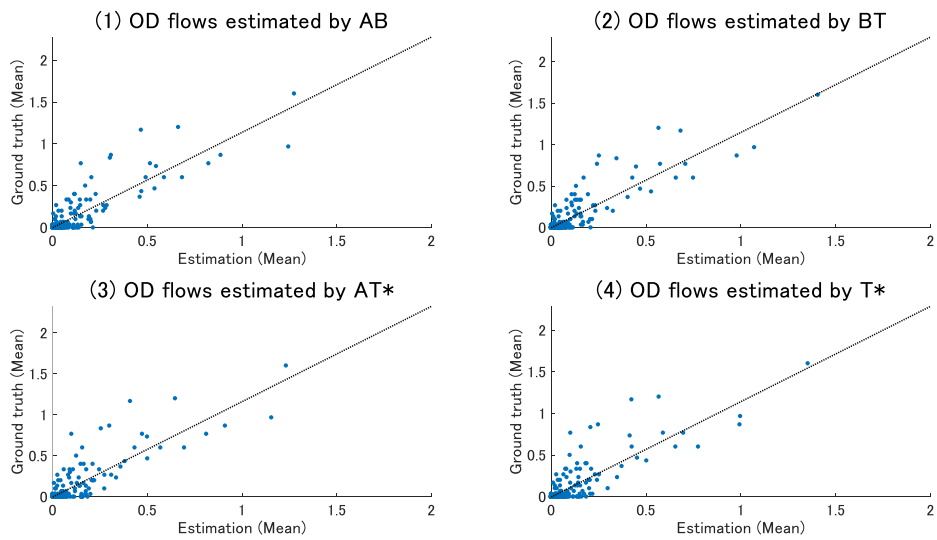 (1) OD flows estimated by AB
Ground truth (Mean)
2
1.5
1
0.5
0
0 0.5 1 1.5 2
Estimation (Mean)
(2) OD flows estimated by BT
Ground truth (Mean)
2
1.5
1
0.5
0
0 0.5 1 1.5 2
Estimation (Mean)
(3) OD flows estimated by AT*
Ground truth (Mean)
2
1.5
1
0.5
0
0 0.5 1 1.5 2
Estimation (Mean)
(4) OD flows estimated by T*
Ground truth (Mean)
2
1.5
1
0.5
0
0 0.5 1 1.5 2
Estimation (Mean)